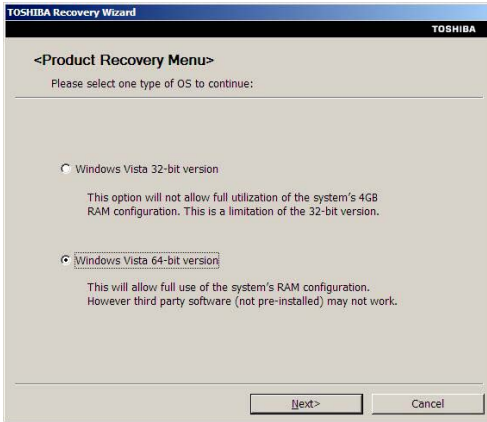 TOSHIBA Recovery Wizard
TOSHIBA
<Product Recovery Menu>
Please select one type of OS to continue:
Windows Vista 32-bit version
This option will not allow full utilization of the system's 4GB
RAM configuration. This is a limitation of the 32-bit version.
Windows Vista 64-bit version
This will allow full use of the system's RAM configuration.
However third party software (not pre-installed) may not work.
Next>
Cancel